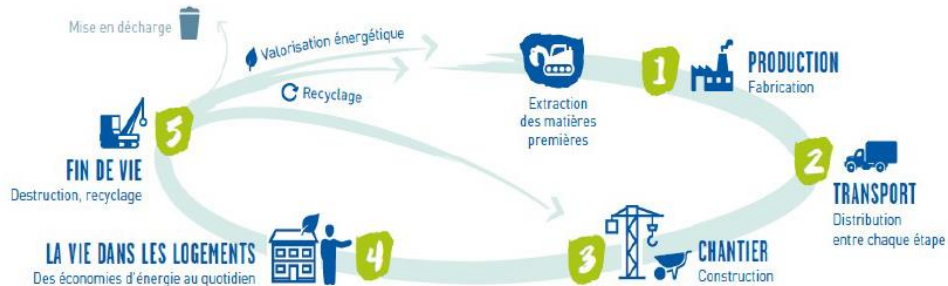 Mise en décharge
Valorisation énergétique
Recyclage
Extraction
des matières
premières
1
PRODUCTION
Fabrication
2
TRANSPORT
Distribution
entre chaque étape
3
CHANTIER
Construction
4
LA VIE DANS LES LOGEMENTS
Des économies d'énergie au quotidien
5
FIN DE VIE
Destruction, recyclage